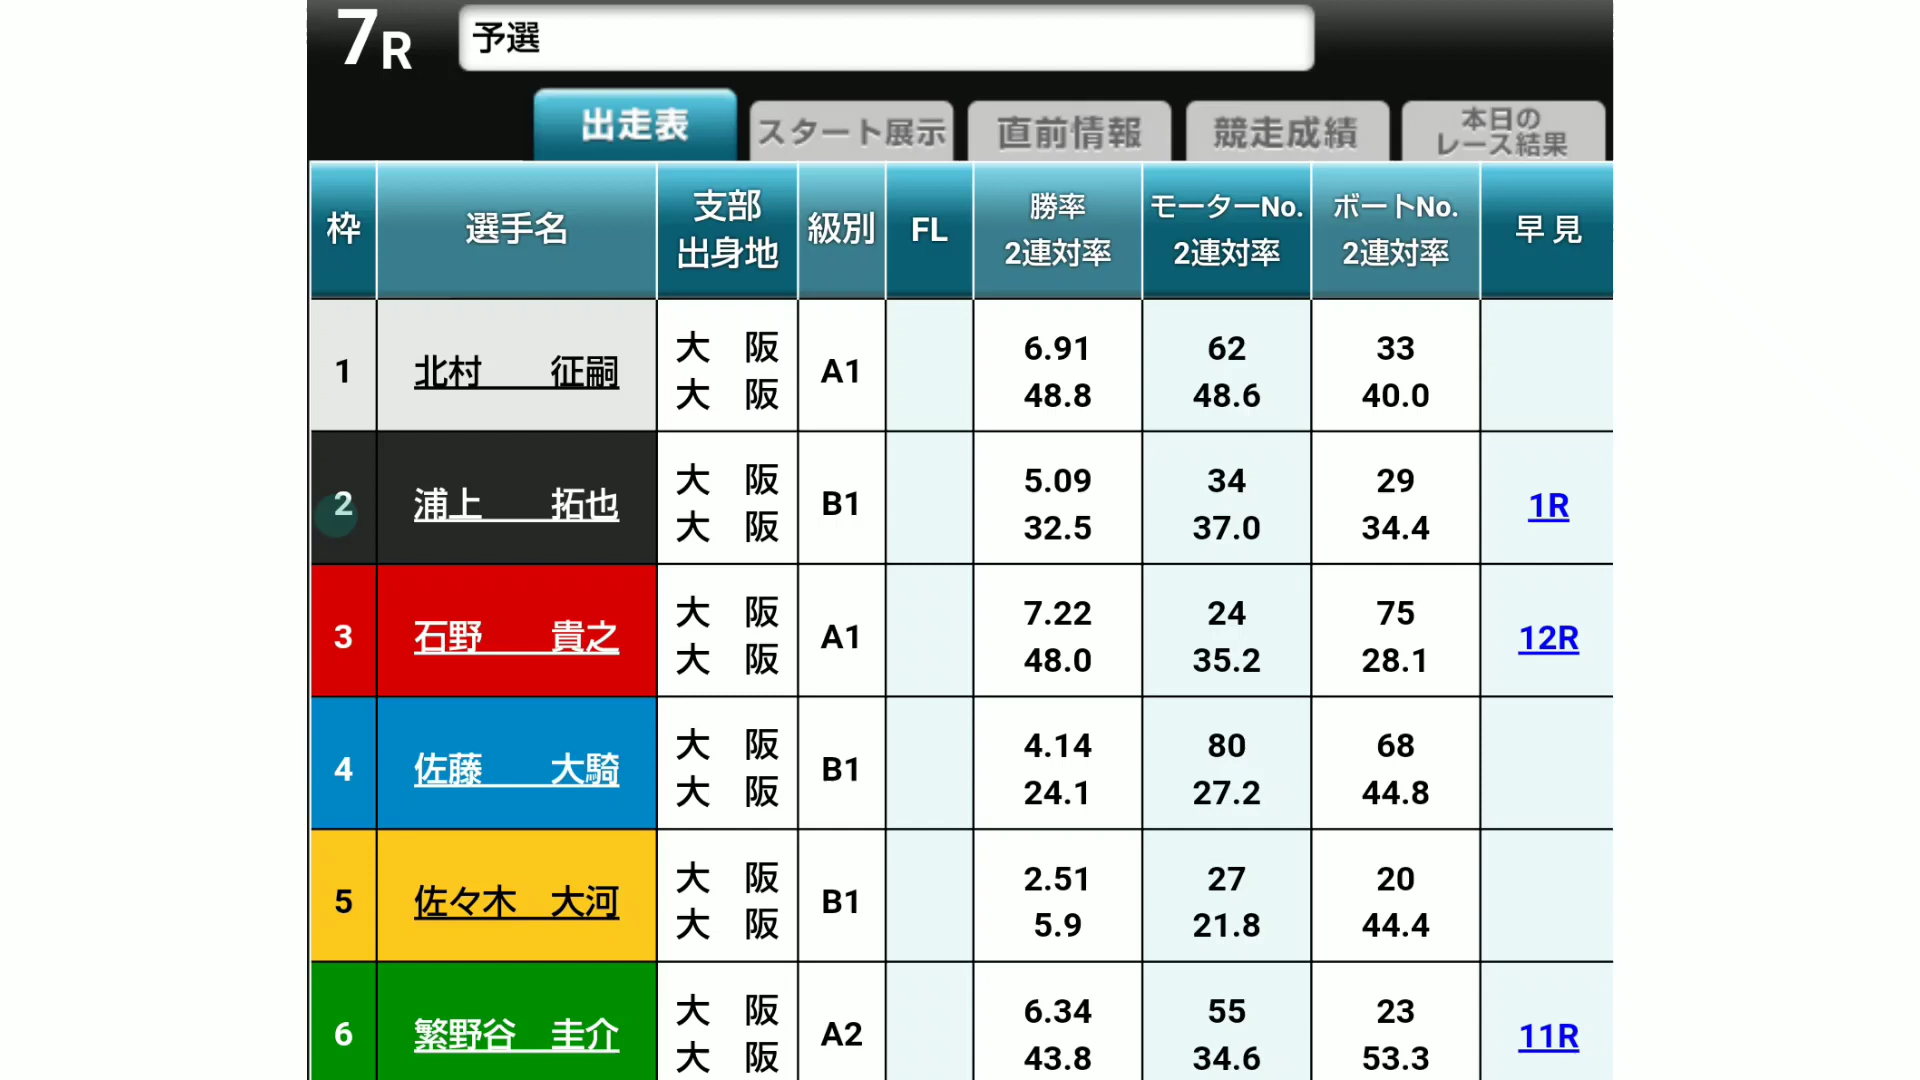 7R 予選
出走表 スタート展示 直前情報 競走成績 本日の
レース結果
枠 選手名 支部 級別 FL 勝率 モーターNo. ボートNo. 早見
出身地 2連対率 2連対率 2連対率
1 北村 征嗣 大阪 A1 6.91 62 33
大阪 48.8 48.6 40.0
2 浦上 拓也 大阪 B1 5.09 34 29 1R
大阪 32.5 37.0 34.4
3 石野 貴之 大阪 A1 7.22 24 75 12R
大阪 48.0 35.2 28.1
4 佐藤 大騎 大阪 B1 4.14 80 68
大阪 24.1 27.2 44.8
5 佐々木 大河 大阪 B1 2.51 27 20
大阪 5.9 21.8 44.4
6 繁野谷 圭介 大阪 A2 6.34 55 23 11R
大阪 43.8 34.6 53.3